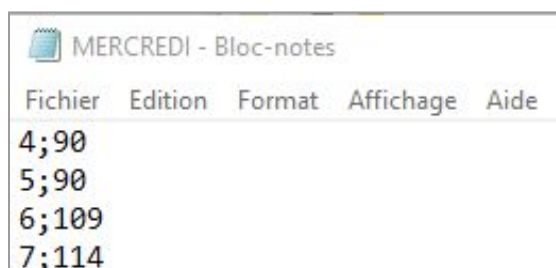 MERCREDI - Bloc-notes
Fichier Edition Format Affichage Aide
4;90
5;90
6;109
7;114